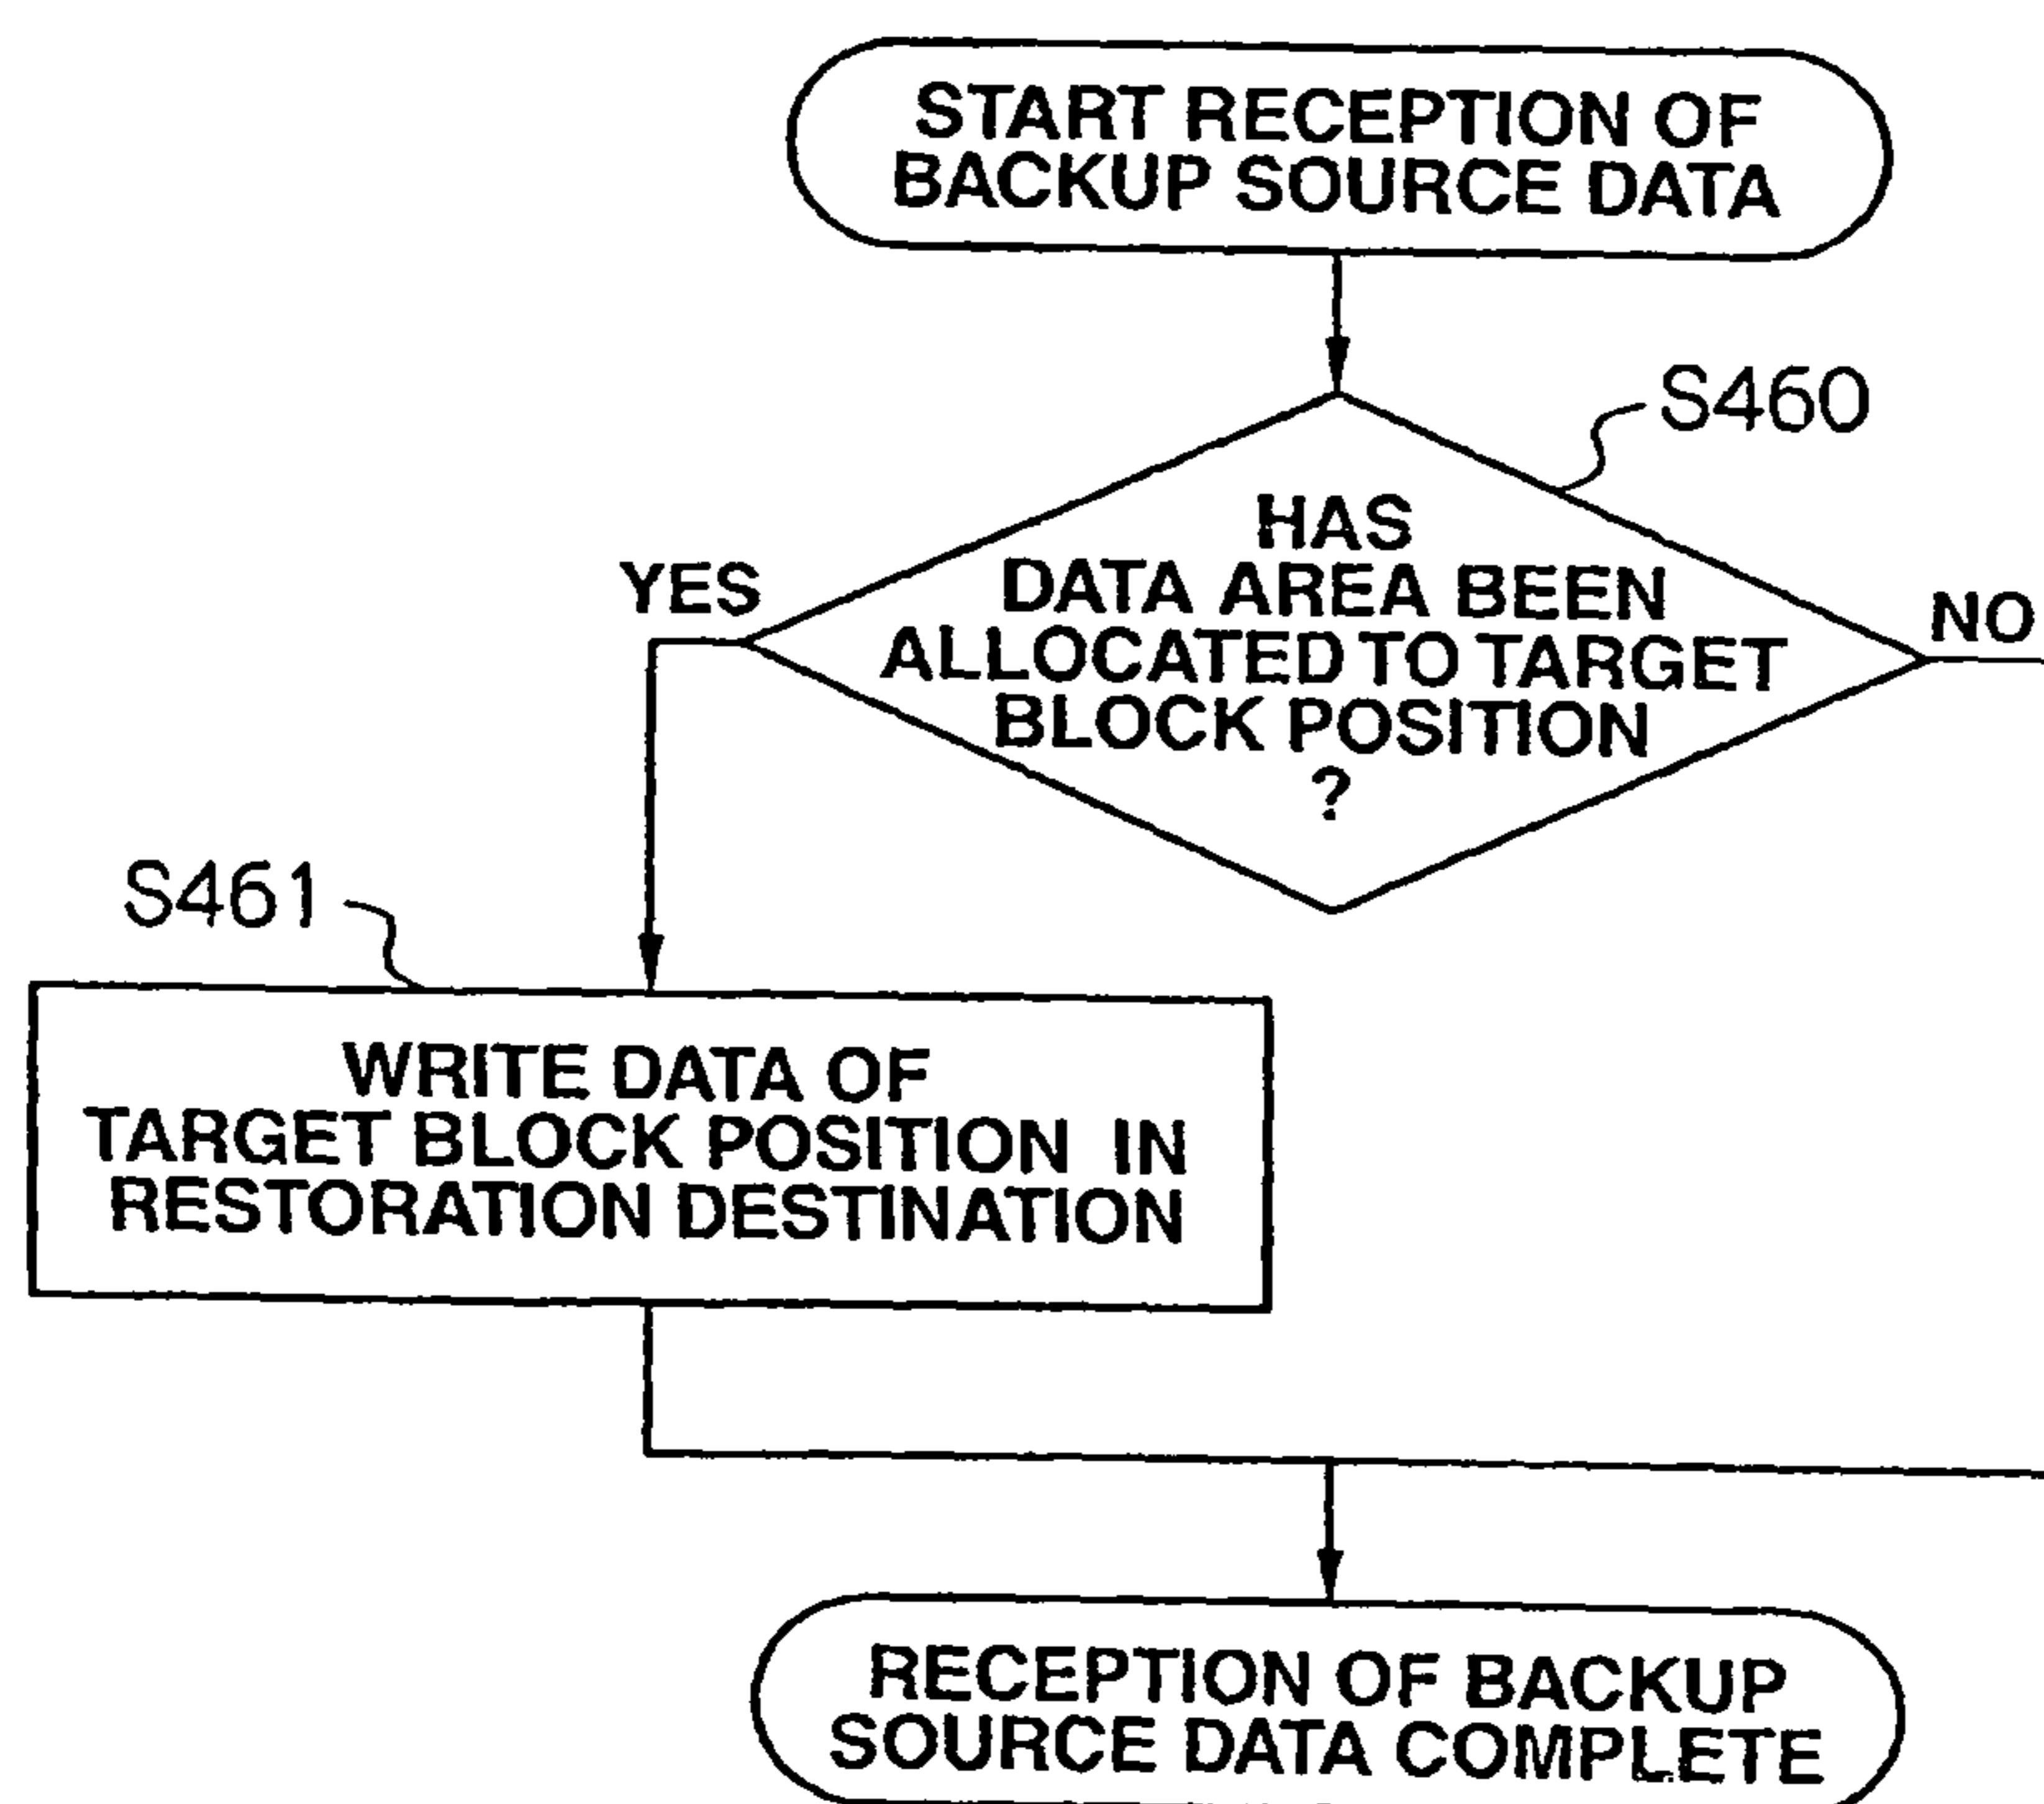 START RECEPTION OF
BACKUP SOURCE DATA
S460
HAS
DATA AREA BEEN
ALLOCATED TO TARGET
BLOCK POSITION
?
YES
NO
S461
WRITE DATA OF
TARGET BLOCK POSITION IN
RESTORATION DESTINATION
RECEPTION OF BACKUP
SOURCE DATA COMPLETE